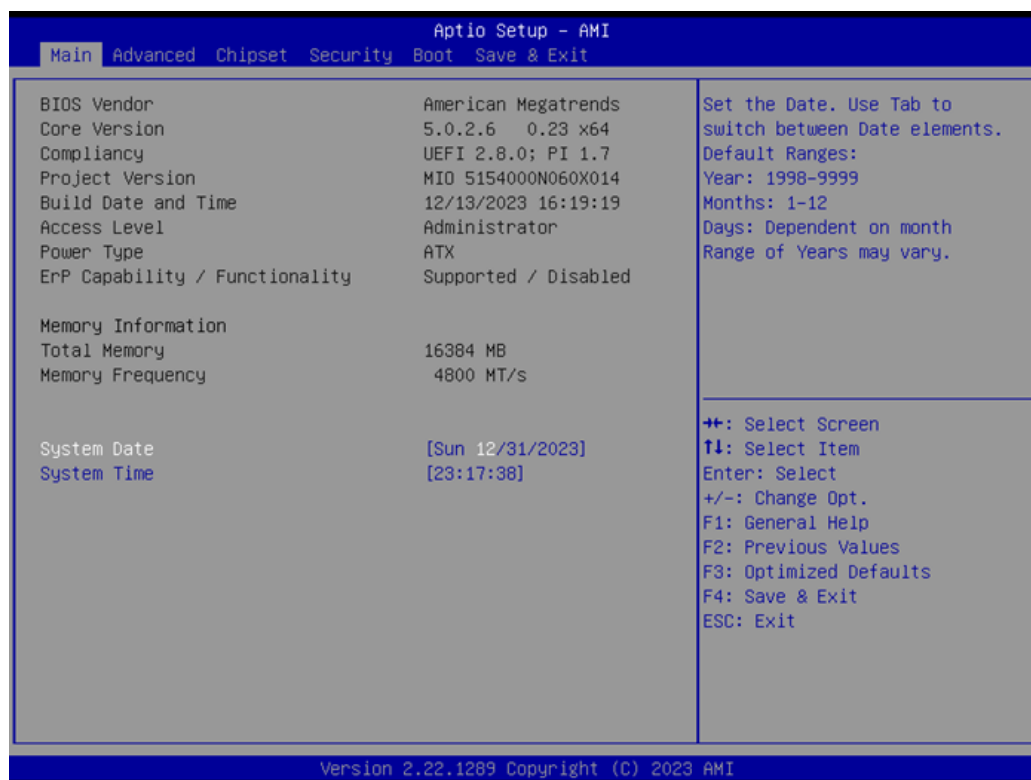 Aptio Setup – AMI
Main Advanced Chipset Security Boot Save & Exit
BIOS Vendor American Megatrends
Core Version 5.0.2.6 0.23 x64
Compliancy UEFI 2.8.0; PI 1.7
Project Version MIO 5154000N060X014
Build Date and Time 12/13/2023 16:19:19
Access Level Administrator
Power Type ATX
ErP Capability / Functionality Supported / Disabled
Memory Information
Total Memory 16384 MB
Memory Frequency 4800 MT/s
System Date [Sun 12/31/2023]
System Time [23:17:38]
Set the Date. Use Tab to
switch between Date elements.
Default Ranges:
Year: 1998-9999
Months: 1-12
Days: Dependent on month
Range of Years may vary.
→←: Select Screen
↑↓: Select Item
Enter: Select
+/-: Change Opt.
F1: General Help
F2: Previous Values
F3: Optimized Defaults
F4: Save & Exit
ESC: Exit
Version 2.22.1289 Copyright (C) 2023 AMI